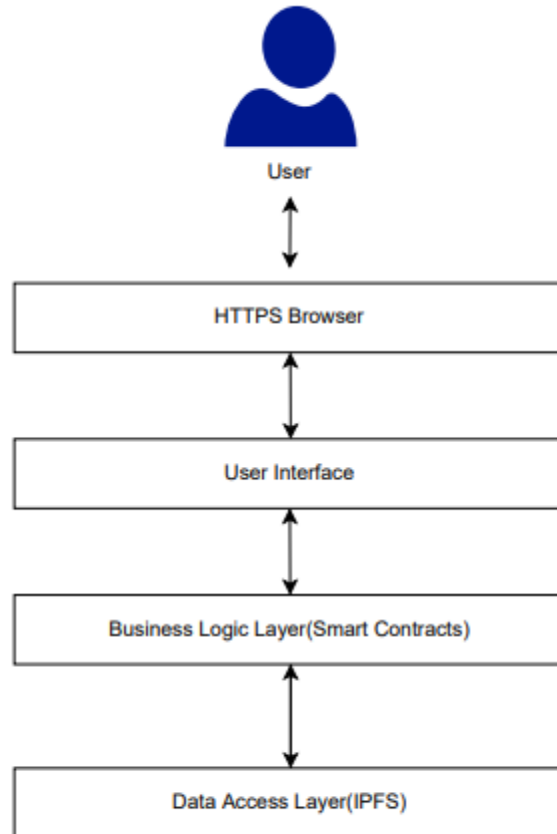 User
HTTPS Browser
User Interface
Business Logic Layer(Smart Contracts)
Data Access Layer(IPFS)